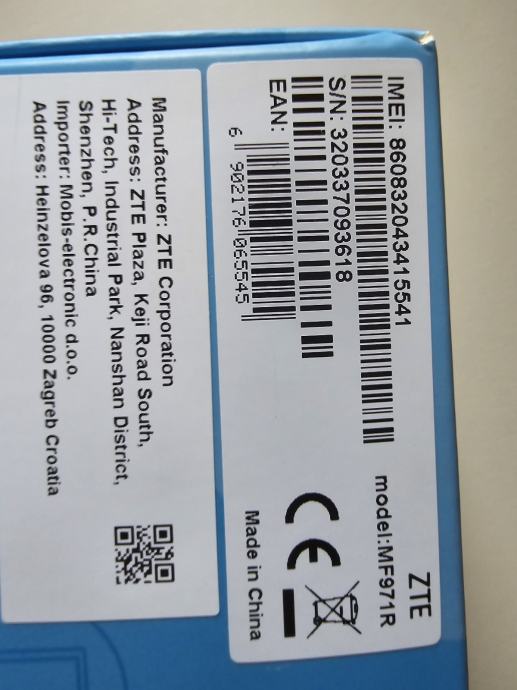 ZTE
model:MF971R
IMEI: 860832043415541
S/N: 320337093618
EAN:
6 902176 065545
CE
Made in China
Manufacturer: ZTE Corporation
Address: ZTE Plaza, Keji Road South,
Hi-Tech, Industrial Park, Nanshan District,
Shenzhen, P.R.China
Importer: Mobis-electronic d.o.o.
Address: Heinzelova 96, 10000 Zagreb Croatia